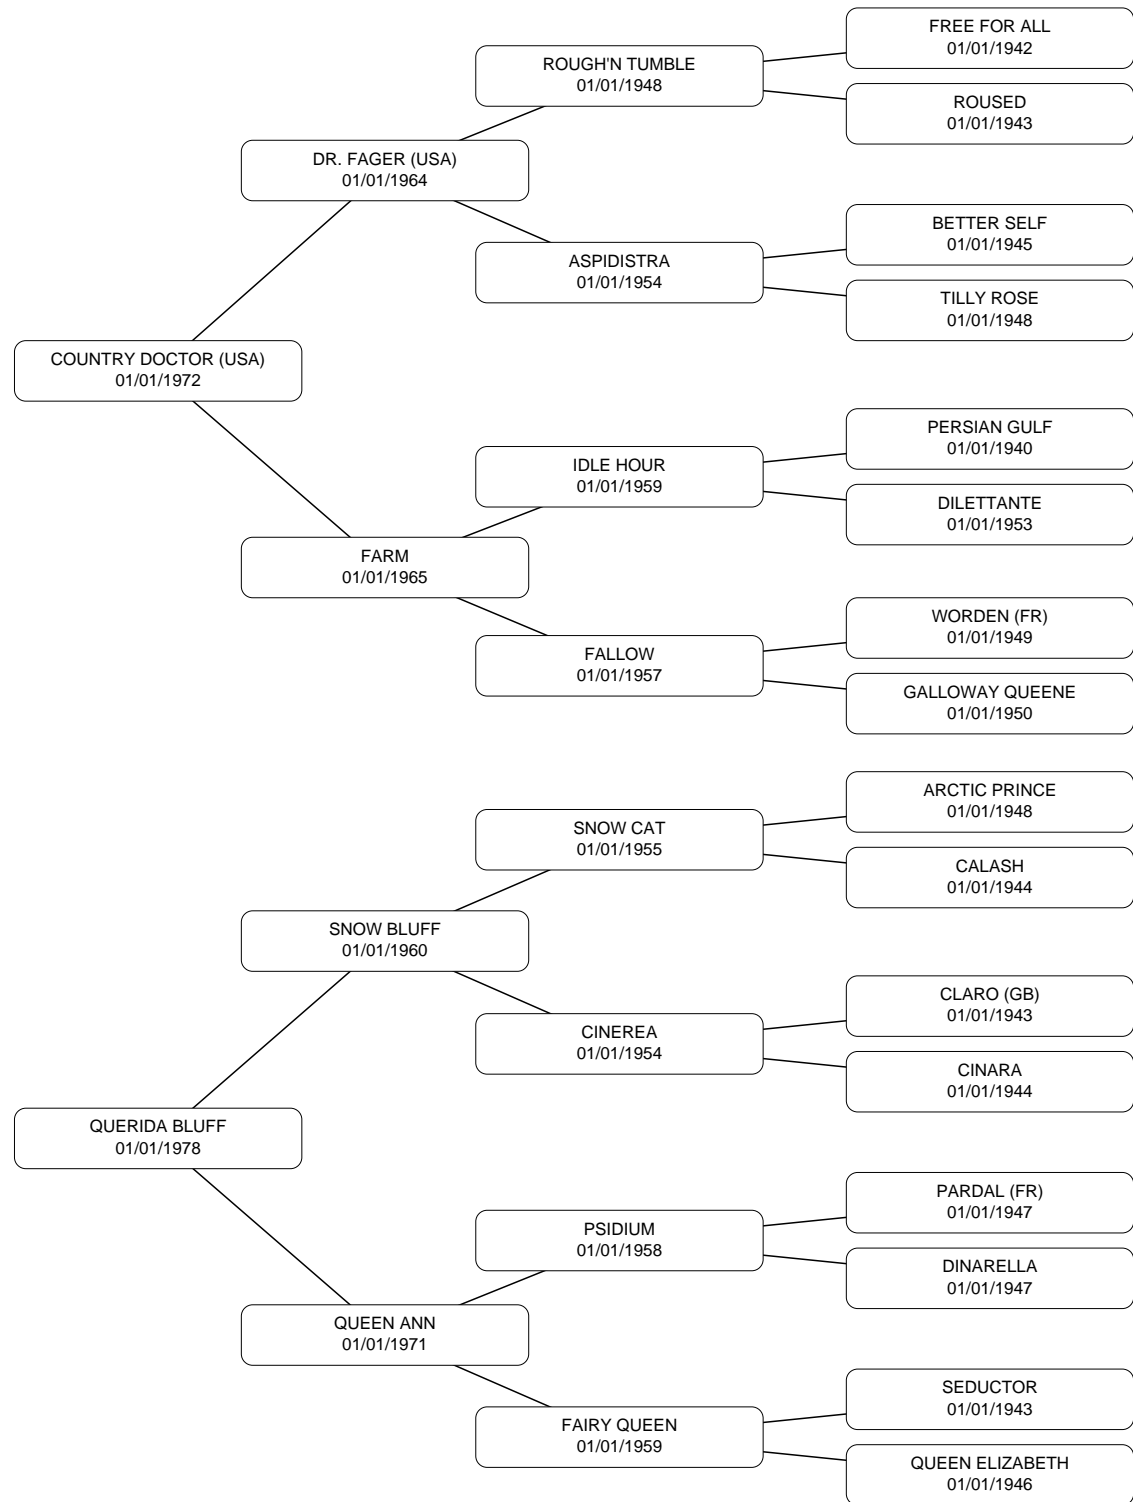 FREE FOR ALL
01/01/1942
ROUGH'N TUMBLE
01/01/1948
ROUSED
01/01/1943
DR. FAGER (USA)
01/01/1964
BETTER SELF
01/01/1945
ASPIDISTRA
01/01/1954
TILLY ROSE
01/01/1948
COUNTRY DOCTOR (USA)
01/01/1972
PERSIAN GULF
01/01/1940
IDLE HOUR
01/01/1959
DILETTANTE
01/01/1953
FARM
01/01/1965
WORDEN (FR)
01/01/1949
FALLOW
01/01/1957
GALLOWAY QUEENE
01/01/1950
ARCTIC PRINCE
01/01/1948
SNOW CAT
01/01/1955
CALASH
01/01/1944
SNOW BLUFF
01/01/1960
CLARO (GB)
01/01/1943
CINEREA
01/01/1954
CINARA
01/01/1944
QUERIDA BLUFF
01/01/1978
PARDAL (FR)
01/01/1947
PSIDIUM
01/01/1958
DINARELLA
01/01/1947
QUEEN ANN
01/01/1971
SEDUCTOR
01/01/1943
FAIRY QUEEN
01/01/1959
QUEEN ELIZABETH
01/01/1946